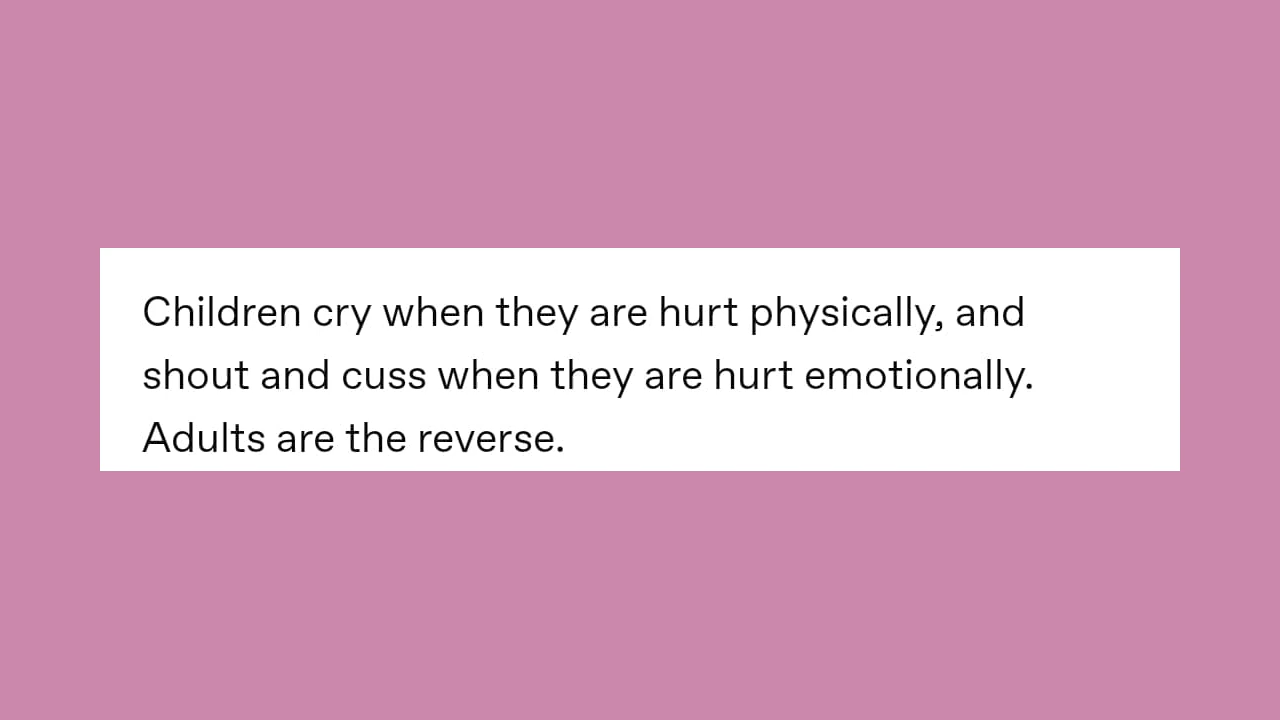 Children cry when they are hurt physically, and
shout and cuss when they are hurt emotionally.
Adults are the reverse.